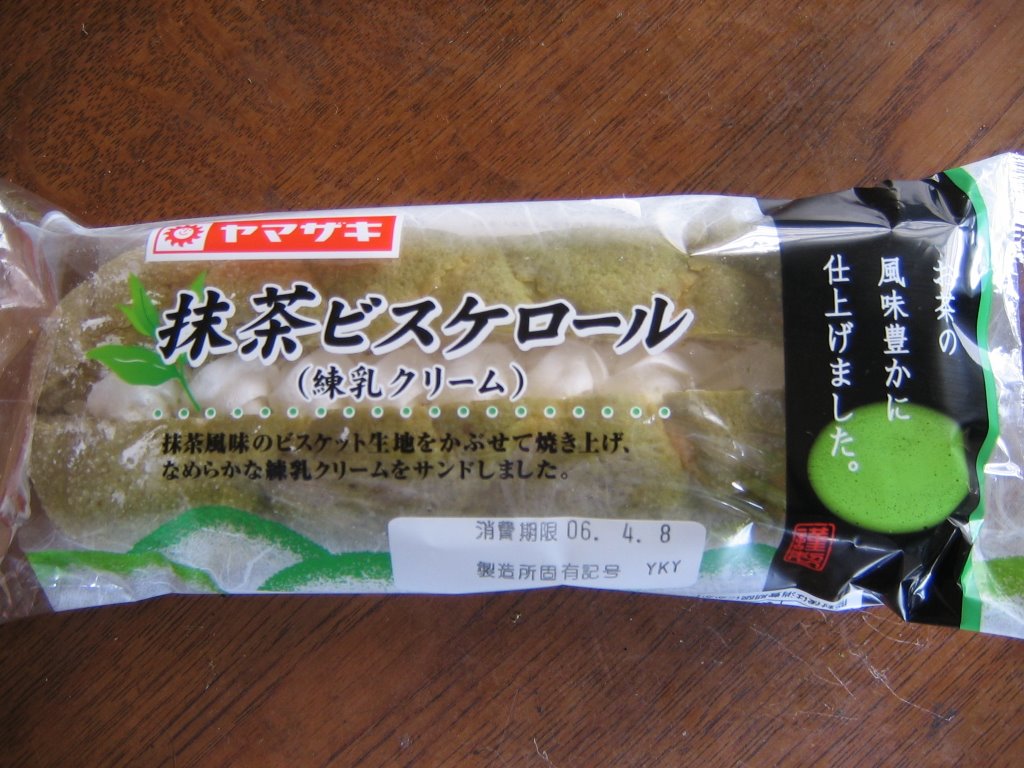 ヤマザキ
抹茶ビスケロール
(練乳クリーム)
抹茶風味のビスケット生地をかぶせて焼き上げ、
なめらかな練乳クリームをサンドしました。
消費期限 06. 4. 8
製造所固有記号 YKY
お茶の
風味豊かに
仕上げました。